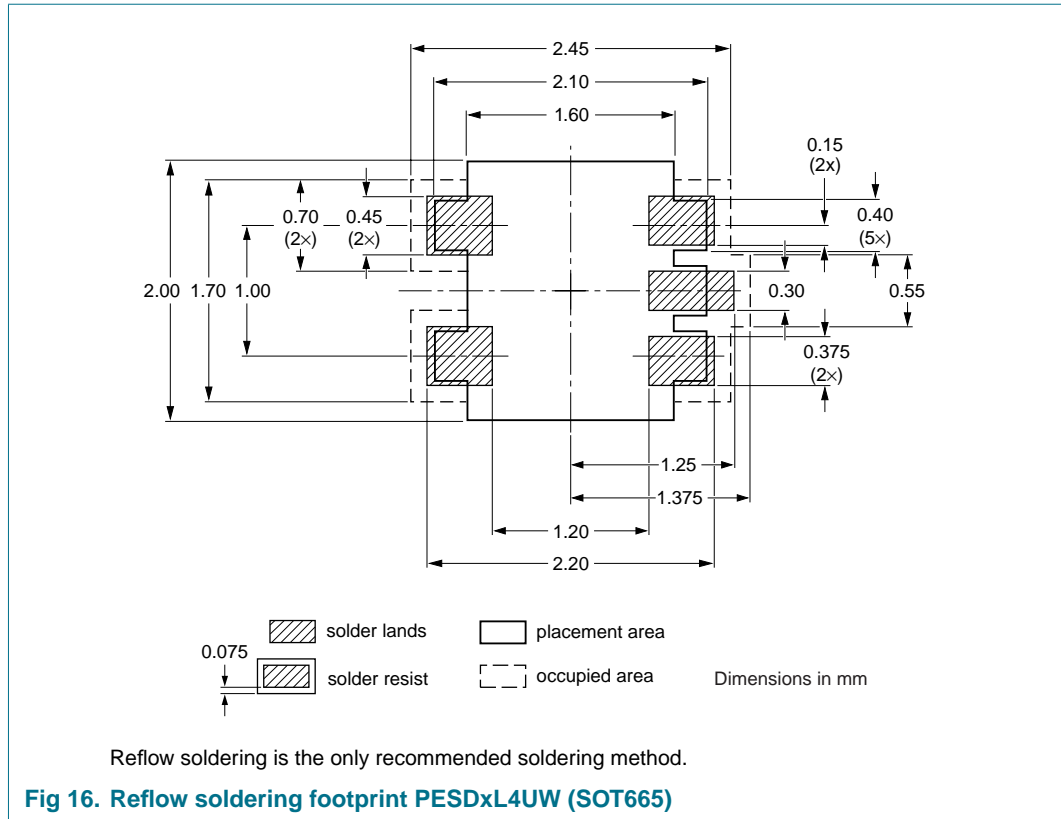 2.45
2.10
1.60
0.15
(2x)
0.70
(2×)
0.45
(2×)
0.40
(5×)
2.00
1.70
1.00
0.30
0.55
0.375
(2×)
1.25
1.375
1.20
2.20
solder lands
placement area
0.075
solder resist
occupied area
Dimensions in mm
Reflow soldering is the only recommended soldering method.
Fig 16. Reflow soldering footprint PESDxL4UW (SOT665)